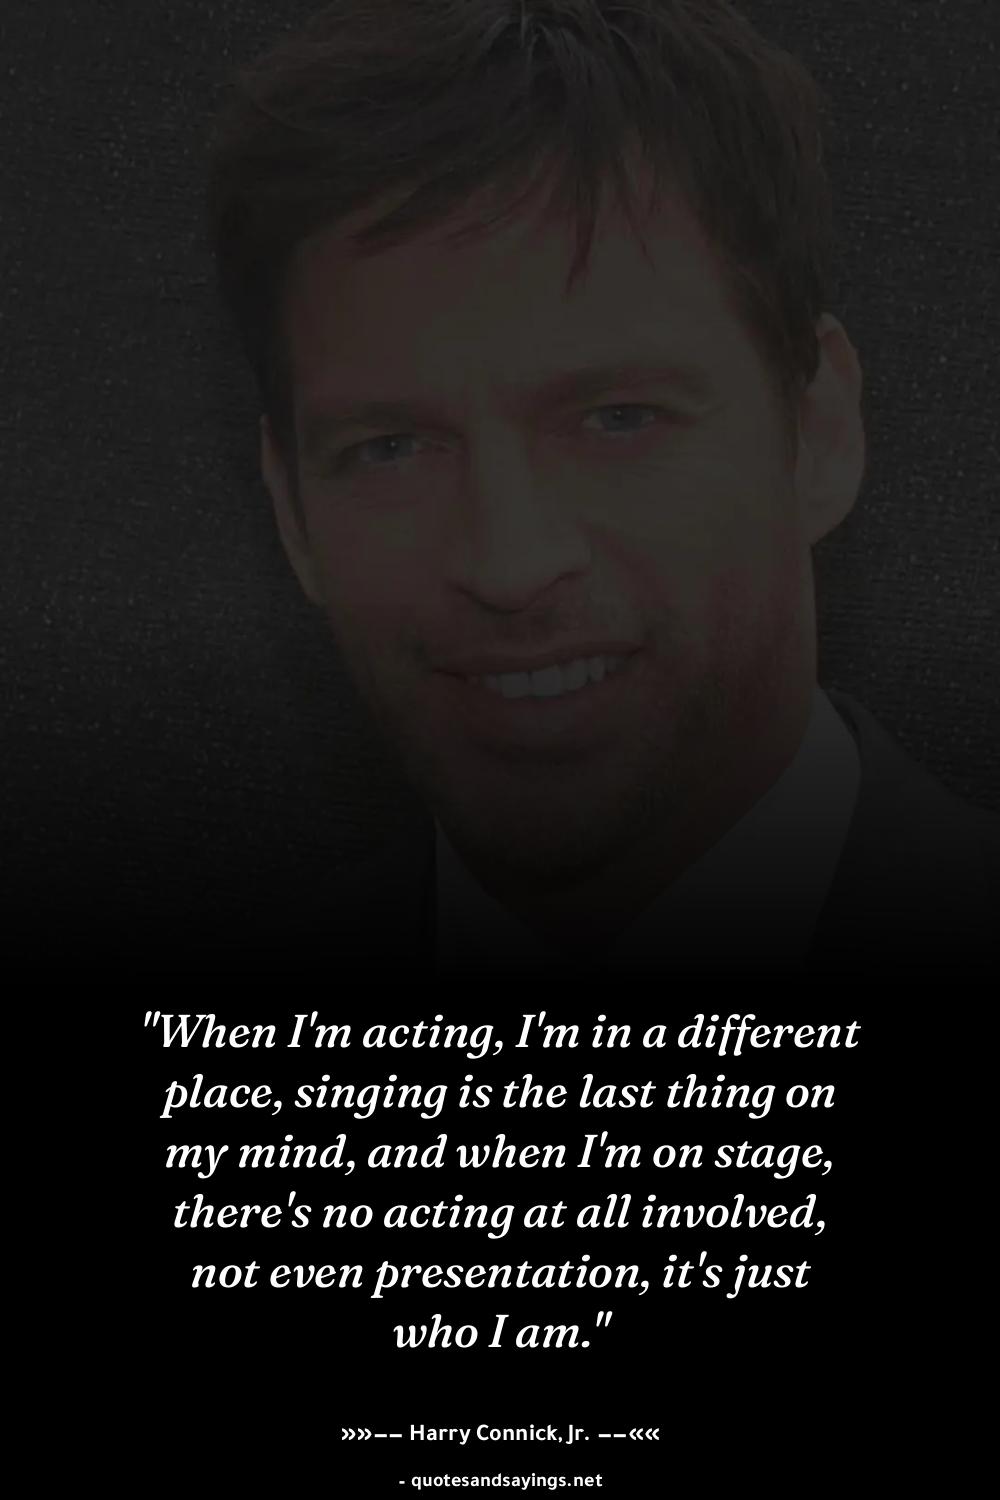 "When I'm acting, I'm in a different
place, singing is the last thing on
my mind, and when I'm on stage,
there's no acting at all involved,
not even presentation, it's just
who I am."
»»–– Harry Connick, Jr. ––««
- quotesandsayings.net